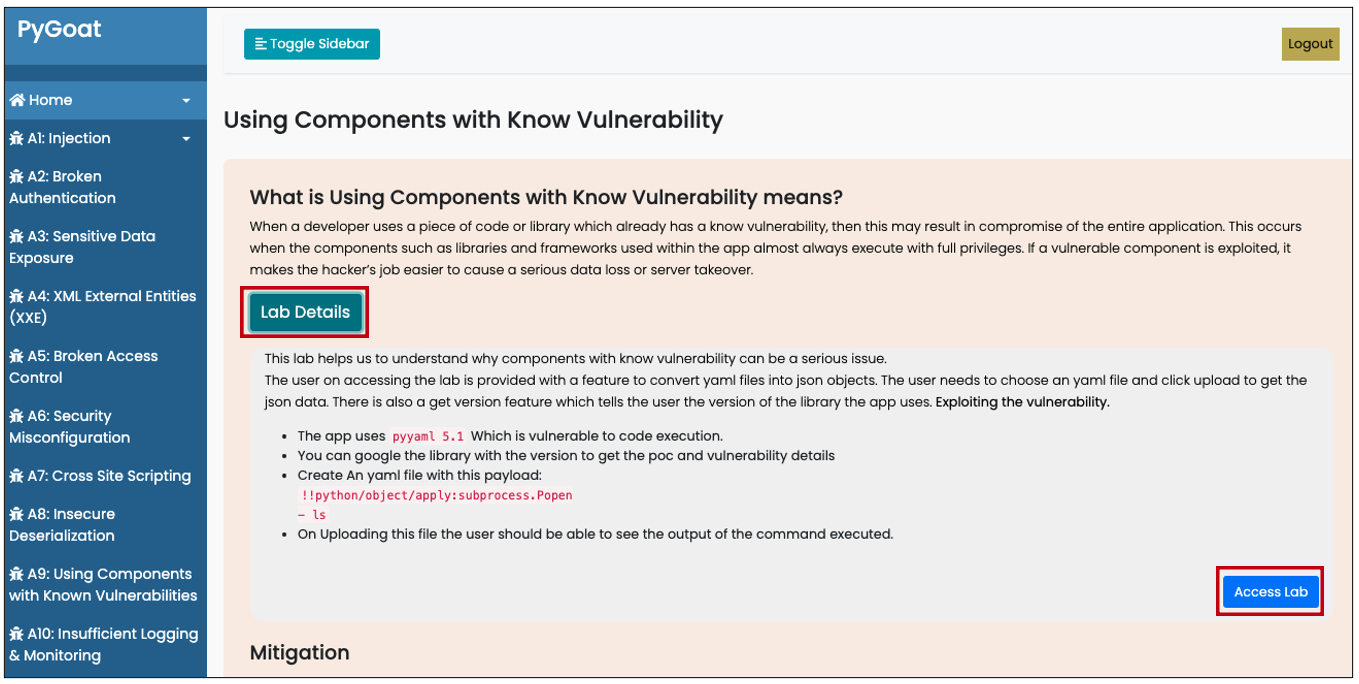 PyGoat
Toggle Sidebar
Logout
Home
A1: Injection
A2: Broken
Authentication
A3: Sensitive Data
Exposure
A4: XML External Entities
(XXE)
A5: Broken Access
Control
A6: Security
Misconfiguration
A7: Cross Site Scripting
A8: Insecure
Deserialization
A9: Using Components
with Known Vulnerabilities
A10: Insufficient Logging
& Monitoring
Using Components with Know Vulnerability
What is Using Components with Know Vulnerability means?
When a developer uses a piece of code or library which already has a know vulnerability, then this may result in compromise of the entire application. This occurs
when the components such as libraries and frameworks used within the app almost always execute with full privileges. If a vulnerable component is exploited, it
makes the hacker's job easier to cause a serious data loss or server takeover.
Lab Details
This lab helps us to understand why components with know vulnerability can be a serious issue.
The user on accessing the lab is provided with a feature to convert yaml files into json objects. The user needs to choose an yaml file and click upload to get the
json data. There is also a get version feature which tells the user the version of the library the app uses. Exploiting the vulnerability.
• The app uses pyyaml 5.1 Which is vulnerable to code execution.
• You can google the library with the version to get the poc and vulnerability details
• Create An yaml file with this payload:
!!python/object/apply:subprocess.Popen
- ls
• On Uploading this file the user should be able to see the output of the command executed.
Access Lab
Mitigation